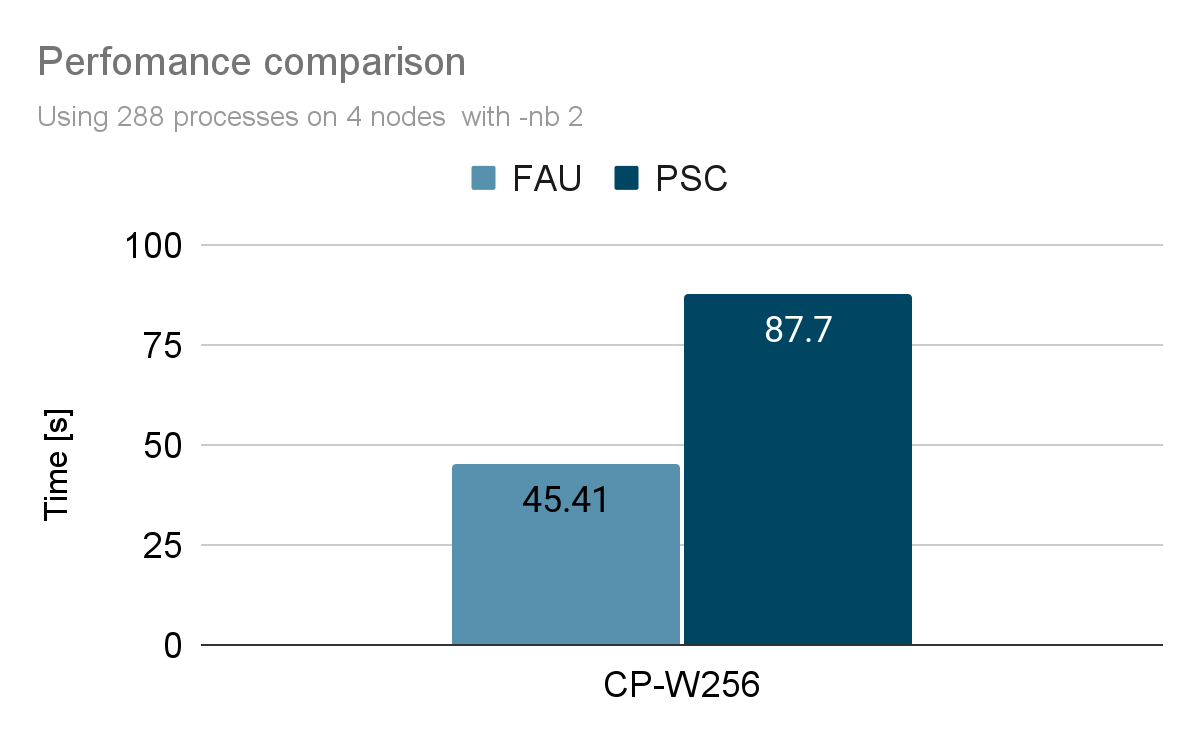 Perfomance comparison
Using 288 processes on 4 nodes  with -nb 2
FAU PSC
100
75
50
25
0
Time [s]
45.41
87.7
CP-W256